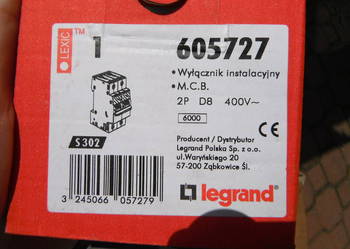 LEXIC™
1
605727
• Wyłącznik instalacyjny
• M.C.B.
2P D8 400V~
6000
S 302
CE
Producent / Dystrybutor
Legrand Polska Sp. z o.o.
ul.Waryńskiego 20
57-200 Ząbkowice Śl.
legrand®
3 245066 057279